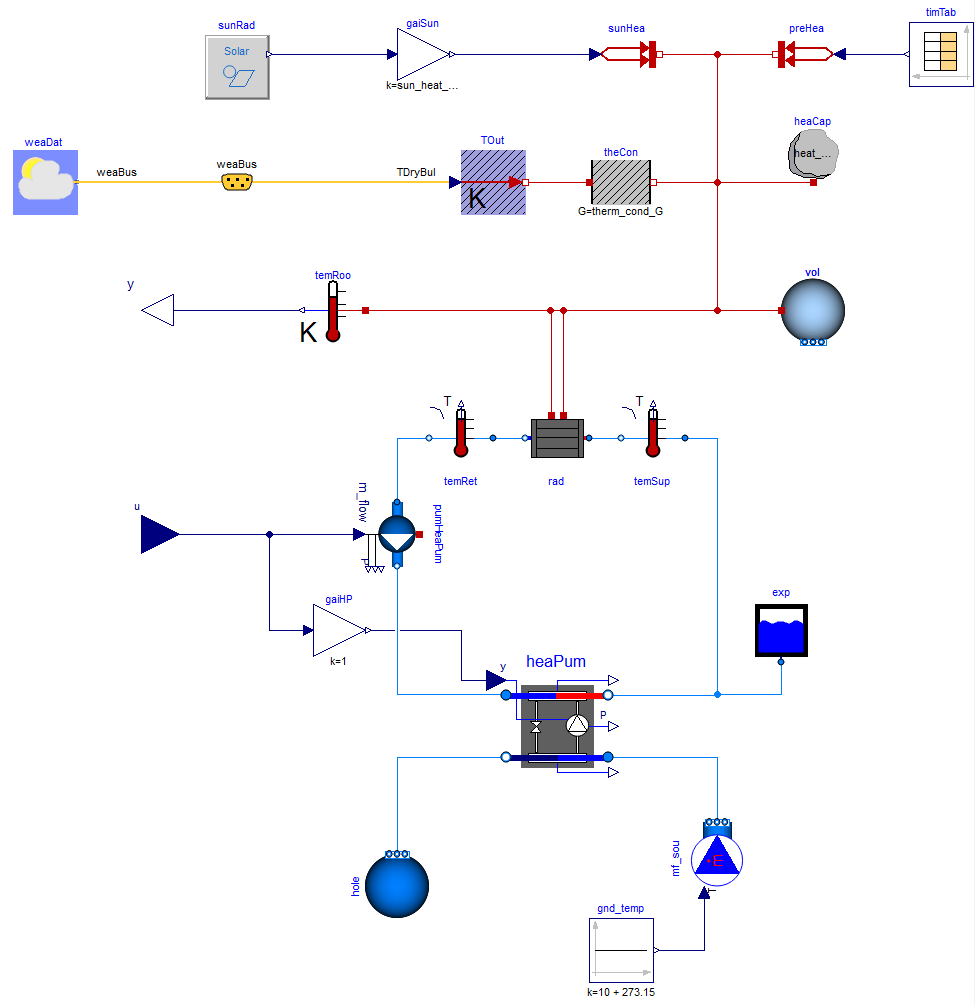 timTab
sunRad
gaiSun
sunHea
preHea
Solar
k=sun_heat_...
heaCap
weaDat
TOut
theCon
heat_...
weaBus
weaBus
TDryBul
K
G=therm_cond_G
temRoo
vol
y
K
T
T
temRet
rad
temSup
m_flow
pumHeaPum
u
P
gaiHP
exp
k=1
heaPum
y
P
mf_sou
E
hole
T
gnd_temp
k=10 + 273.15